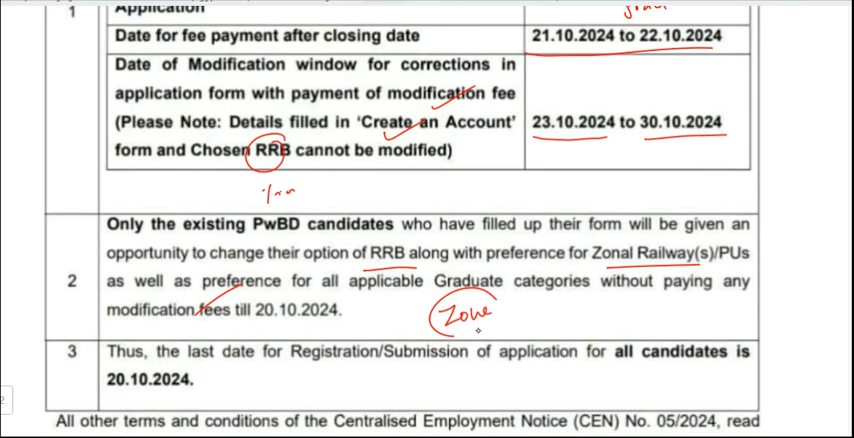 1
Application
Date for fee payment after closing date
21.10.2024 to 22.10.2024
Date of Modification window for corrections in
application form with payment of modification fee
(Please Note: Details filled in ‘Create an Account’
form and Chosen RRB cannot be modified)
23.10.2024 to 30.10.2024
2
Only the existing PwBD candidates who have filled up their form will be given an
opportunity to change their option of RRB along with preference for Zonal Railway(s)/PUs
as well as preference for all applicable Graduate categories without paying any
modification fees till 20.10.2024.
Zone
3
Thus, the last date for Registration/Submission of application for all candidates is
20.10.2024.
All other terms and conditions of the Centralised Employment Notice (CEN) No. 05/2024, read